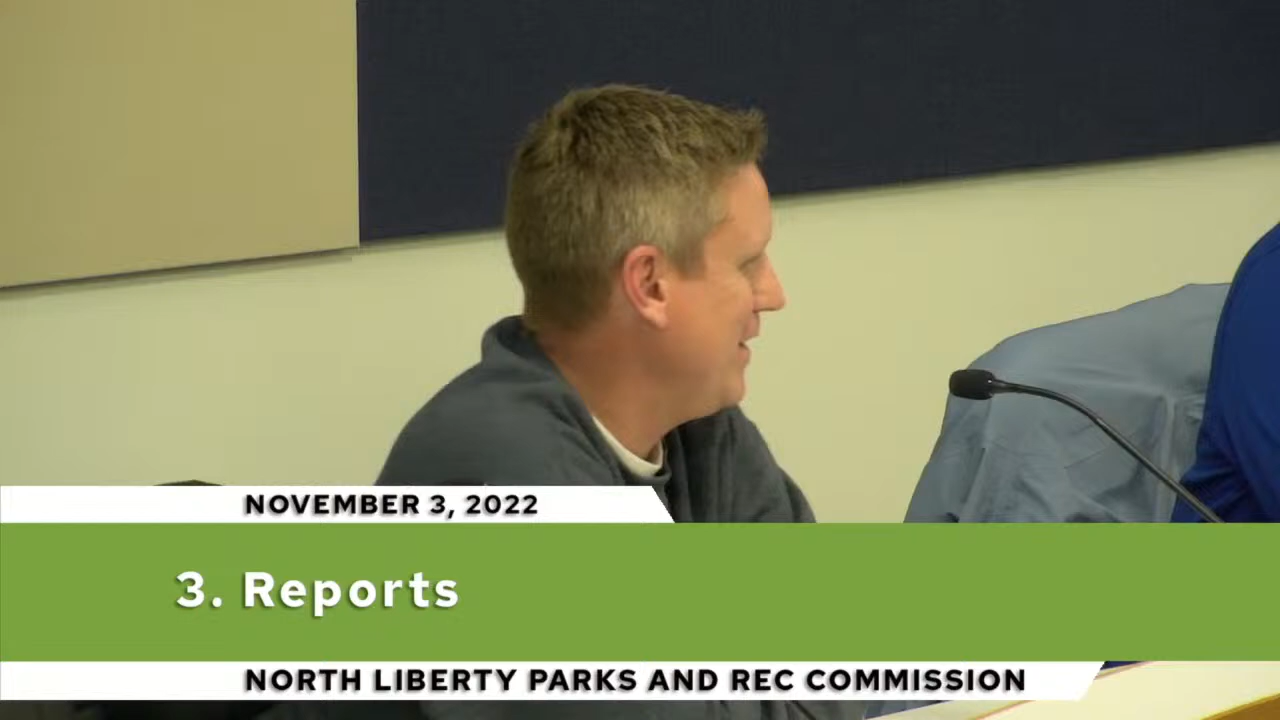 NOVEMBER 3, 2022
3. Reports
NORTH LIBERTY PARKS AND REC COMMISSION